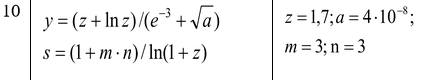 10
y = (z + ln z)/(e⁻³ + √a)
s = (1 + m · n)/ln(1 + z)
z = 1,7; a = 4·10⁻⁸;
m = 3; n = 3